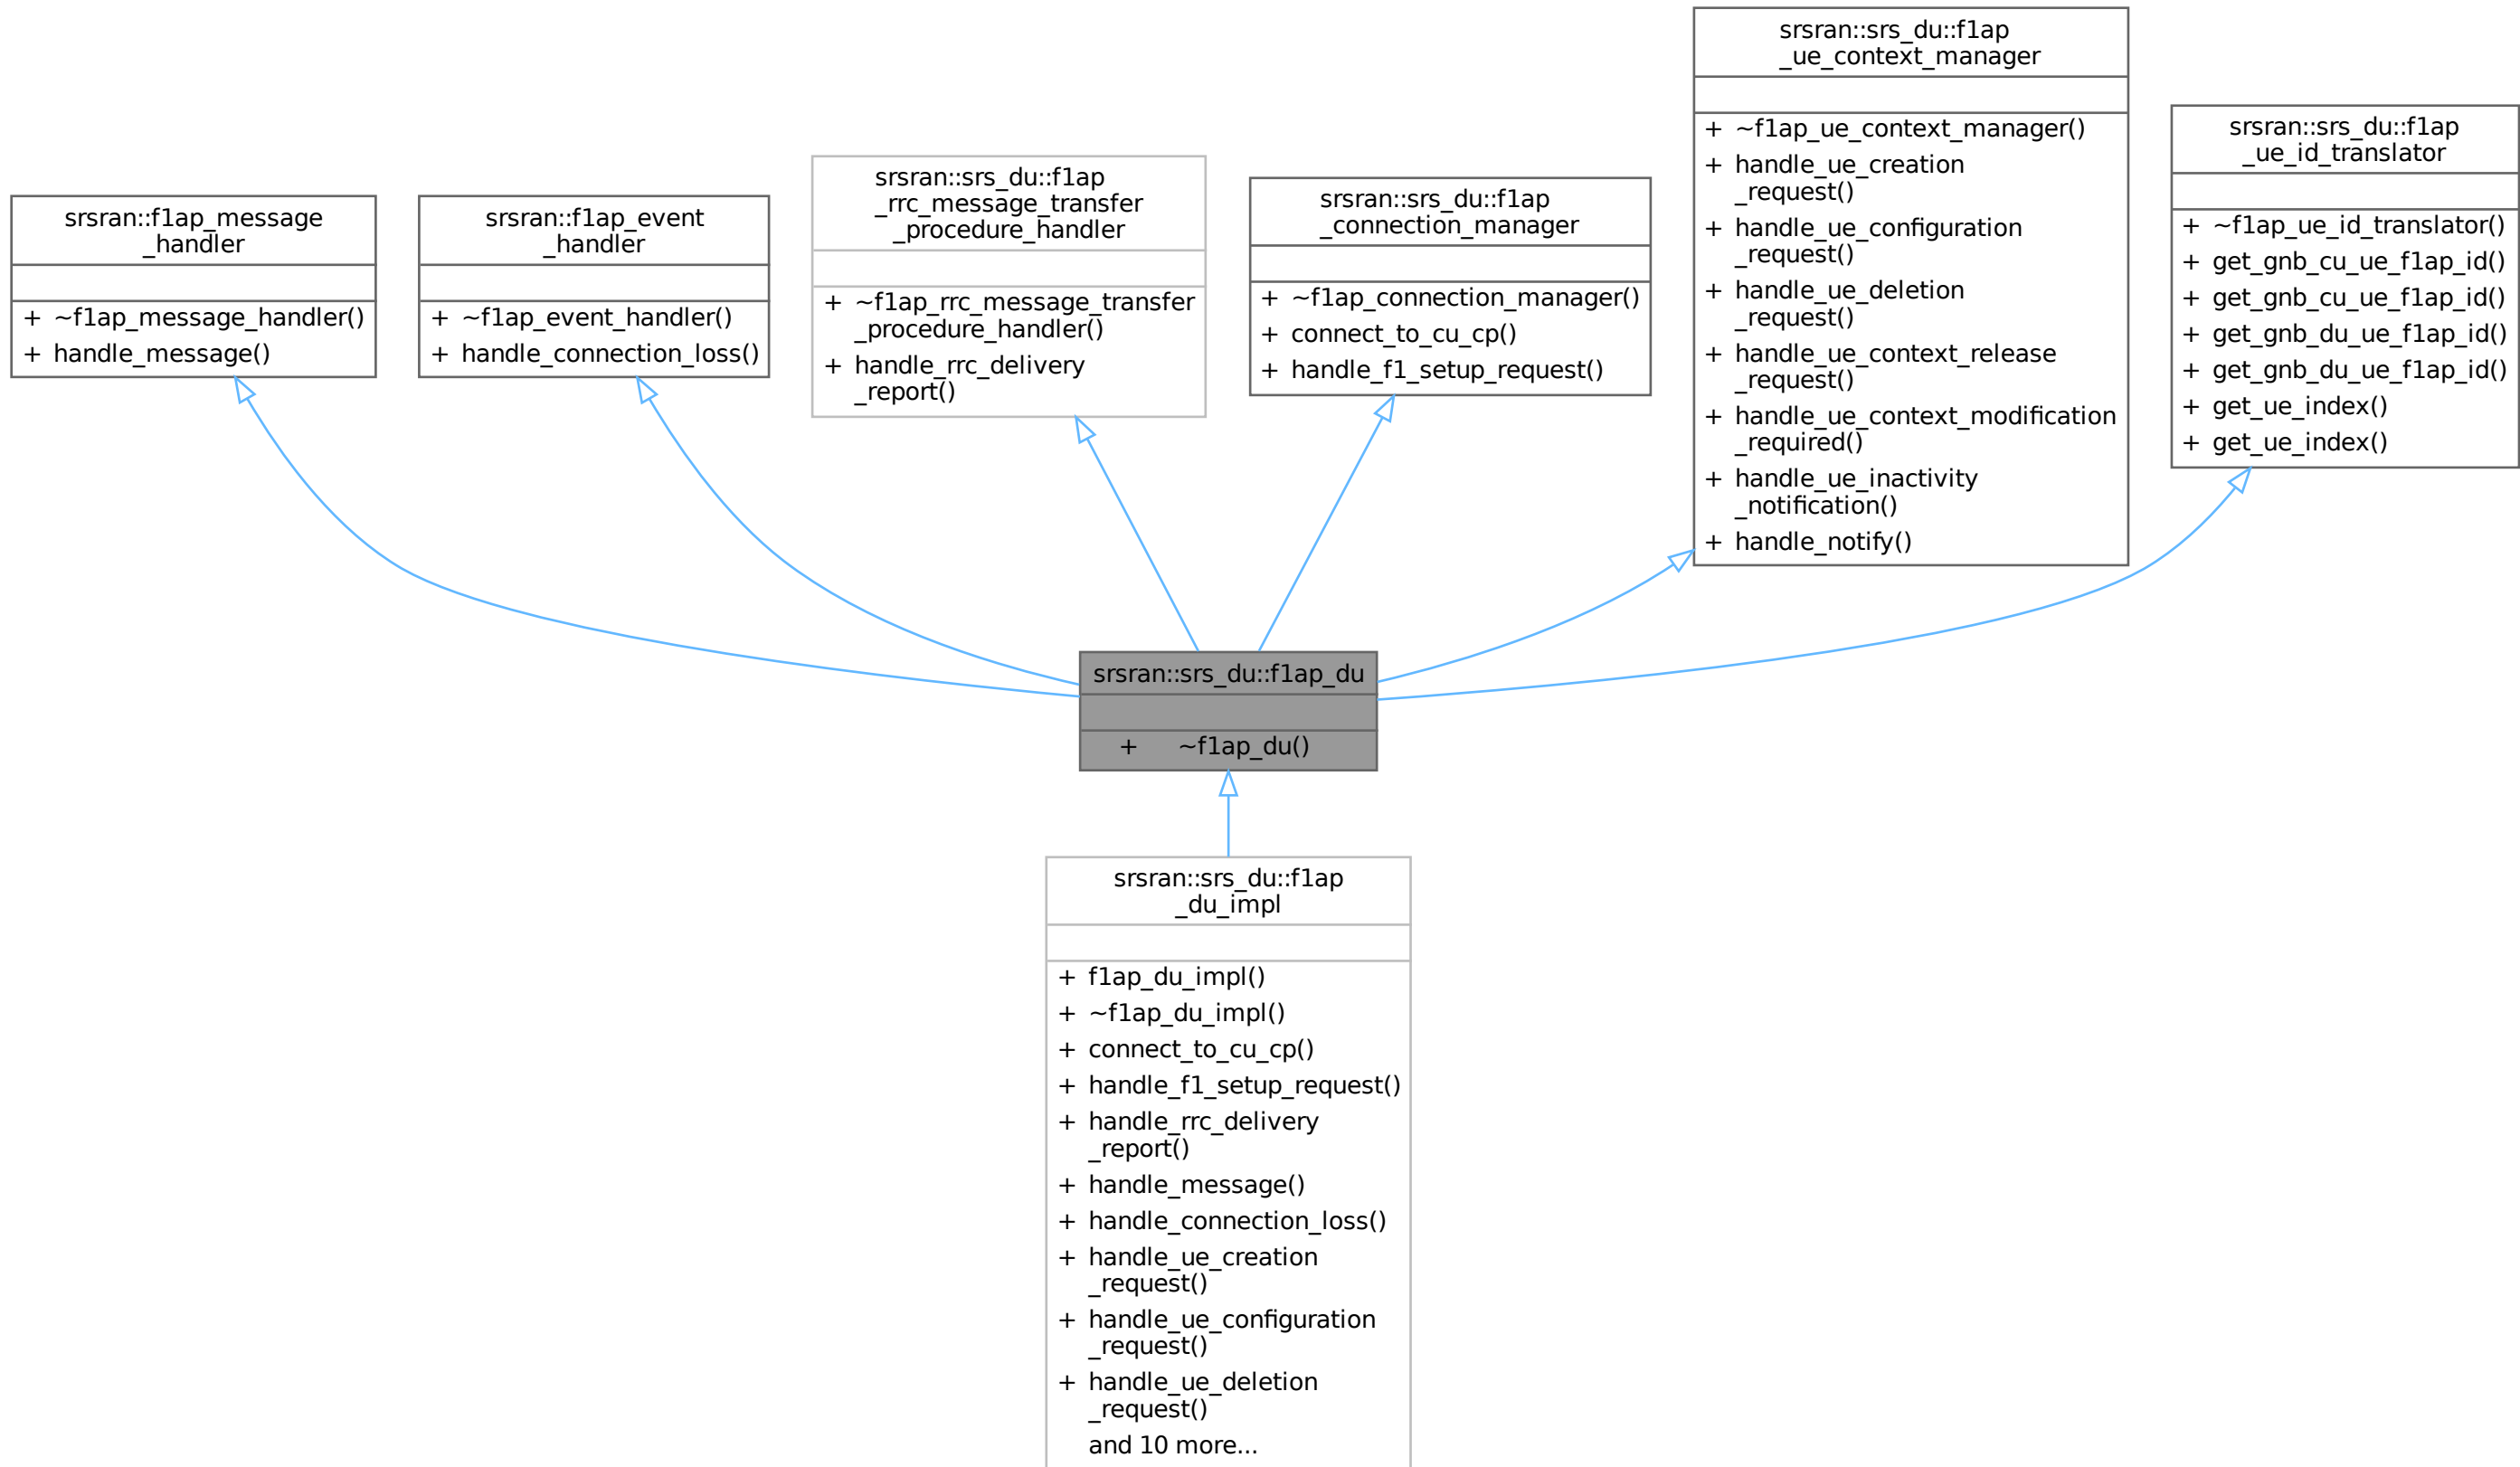 srsran::f1ap_message
_handler
+ ~f1ap_message_handler()
+ handle_message()
srsran::f1ap_event
_handler
+ ~f1ap_event_handler()
+ handle_connection_loss()
srsran::srs_du::f1ap
_rrc_message_transfer
_procedure_handler
+ ~f1ap_rrc_message_transfer
_procedure_handler()
+ handle_rrc_delivery
_report()
srsran::srs_du::f1ap
_connection_manager
+ ~f1ap_connection_manager()
+ connect_to_cu_cp()
+ handle_f1_setup_request()
srsran::srs_du::f1ap
_ue_context_manager
+ ~f1ap_ue_context_manager()
+ handle_ue_creation
_request()
+ handle_ue_configuration
_request()
+ handle_ue_deletion
_request()
+ handle_ue_context_release
_request()
+ handle_ue_context_modification
_required()
+ handle_ue_inactivity
_notification()
+ handle_notify()
srsran::srs_du::f1ap
_ue_id_translator
+ ~f1ap_ue_id_translator()
+ get_gnb_cu_ue_f1ap_id()
+ get_gnb_cu_ue_f1ap_id()
+ get_gnb_du_ue_f1ap_id()
+ get_gnb_du_ue_f1ap_id()
+ get_ue_index()
+ get_ue_index()
srsran::srs_du::f1ap_du
+ ~f1ap_du()
srsran::srs_du::f1ap
_du_impl
+ f1ap_du_impl()
+ ~f1ap_du_impl()
+ connect_to_cu_cp()
+ handle_f1_setup_request()
+ handle_rrc_delivery
_report()
+ handle_message()
+ handle_connection_loss()
+ handle_ue_creation
_request()
+ handle_ue_configuration
_request()
+ handle_ue_deletion
_request()
and 10 more...